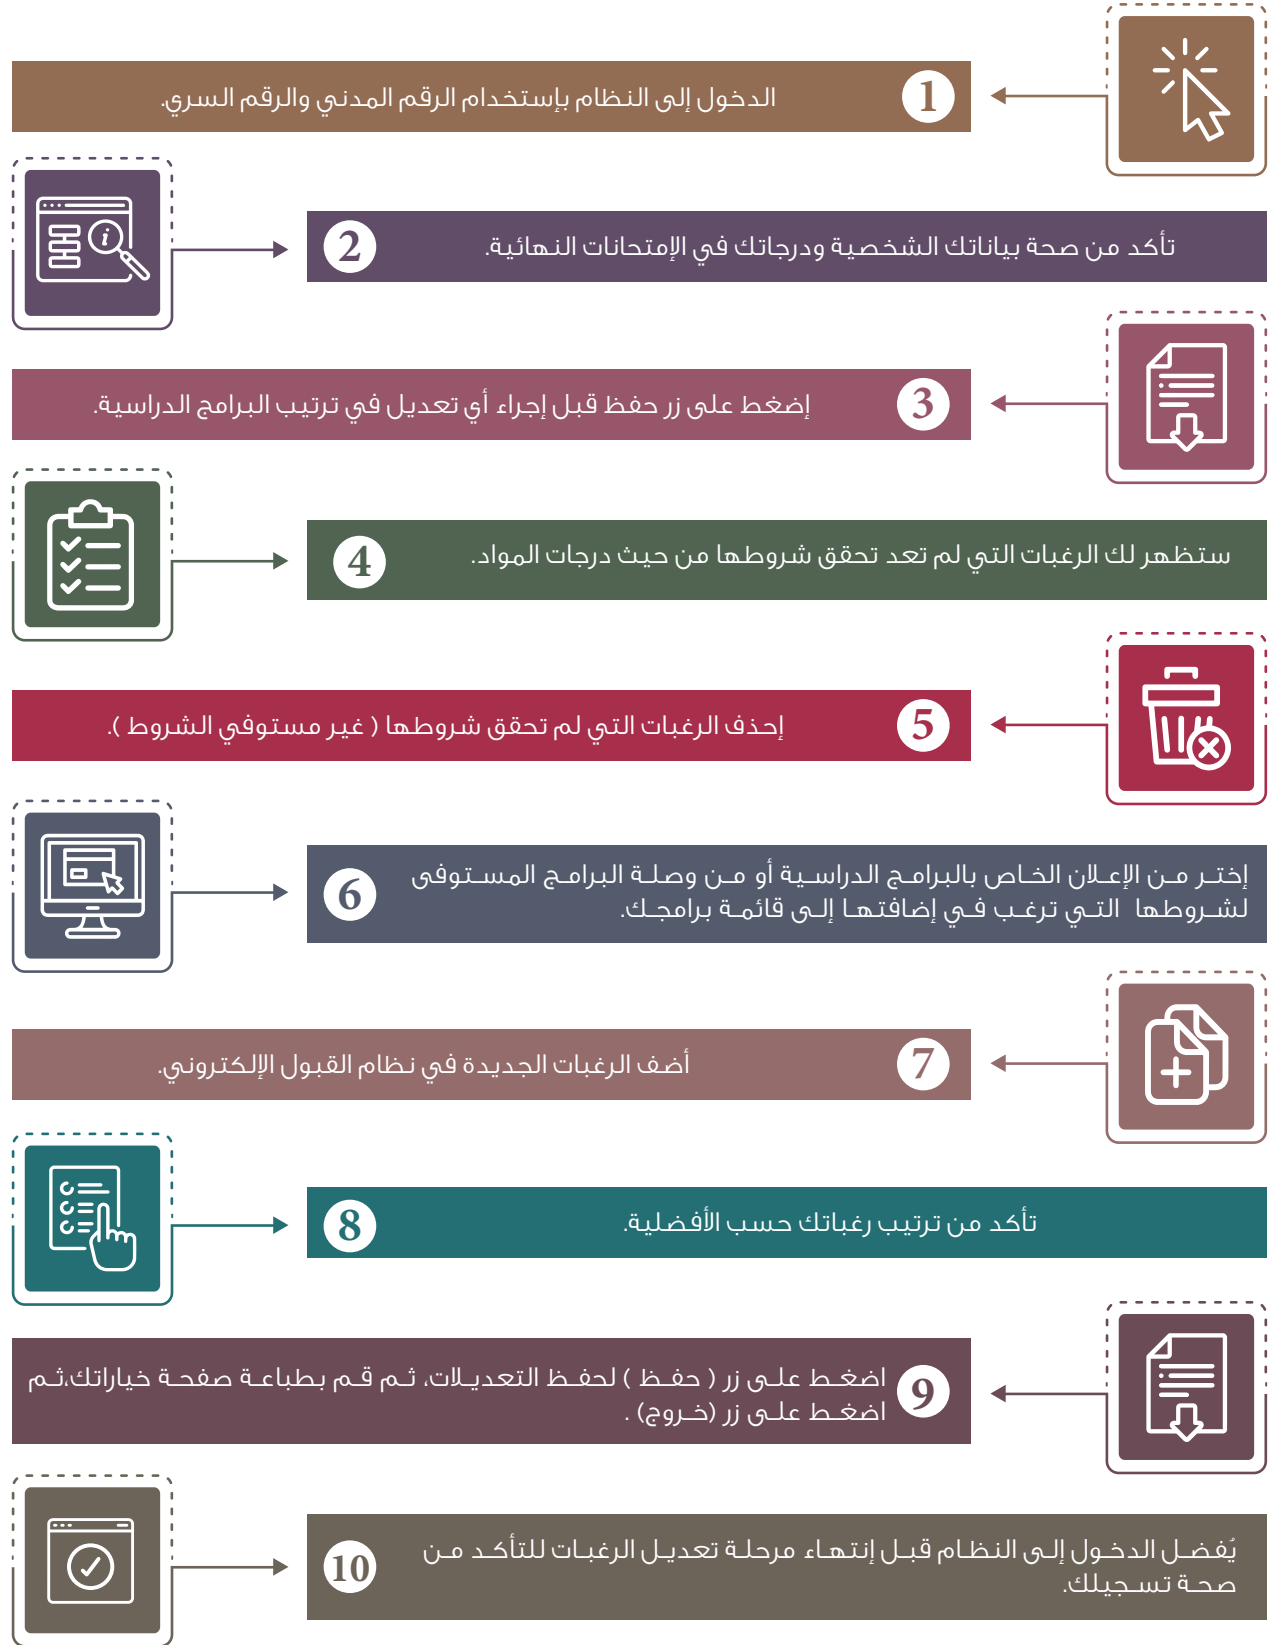 1
الدخول إلى النظام بإستخدام الرقم المدني والرقم السري.
2
تأكد من صحة بياناتك الشخصية ودرجاتك في الإمتحانات النهائية.
3
إضغط على زر حفظ قبل إجراء أي تعديل في ترتيب البرامج الدراسية.
4
ستظهر لك الرغبات التي لم تعد تحقق شروطها من حيث درجات المواد.
5
إحذف الرغبات التي لم تحقق شروطها ( غير مستوفي الشروط ).
6
إختر من الإعلان الخاص بالبرامج الدراسية أو من وصلة البرامج المستوفى
لشروطها التي ترغب في إضافتها إلى قائمة برامجك.
7
أضف الرغبات الجديدة في نظام القبول الإلكتروني.
8
تأكد من ترتيب رغباتك حسب الأفضلية.
9
اضغط على زر ( حفظ ) لحفظ التعديلات، ثم قم بطباعة صفحة خياراتك،ثم
اضغط على زر (خروج) .
10
يُفضل الدخول إلى النظام قبل إنتهاء مرحلة تعديل الرغبات للتأكد من
صحة تسجيلك.